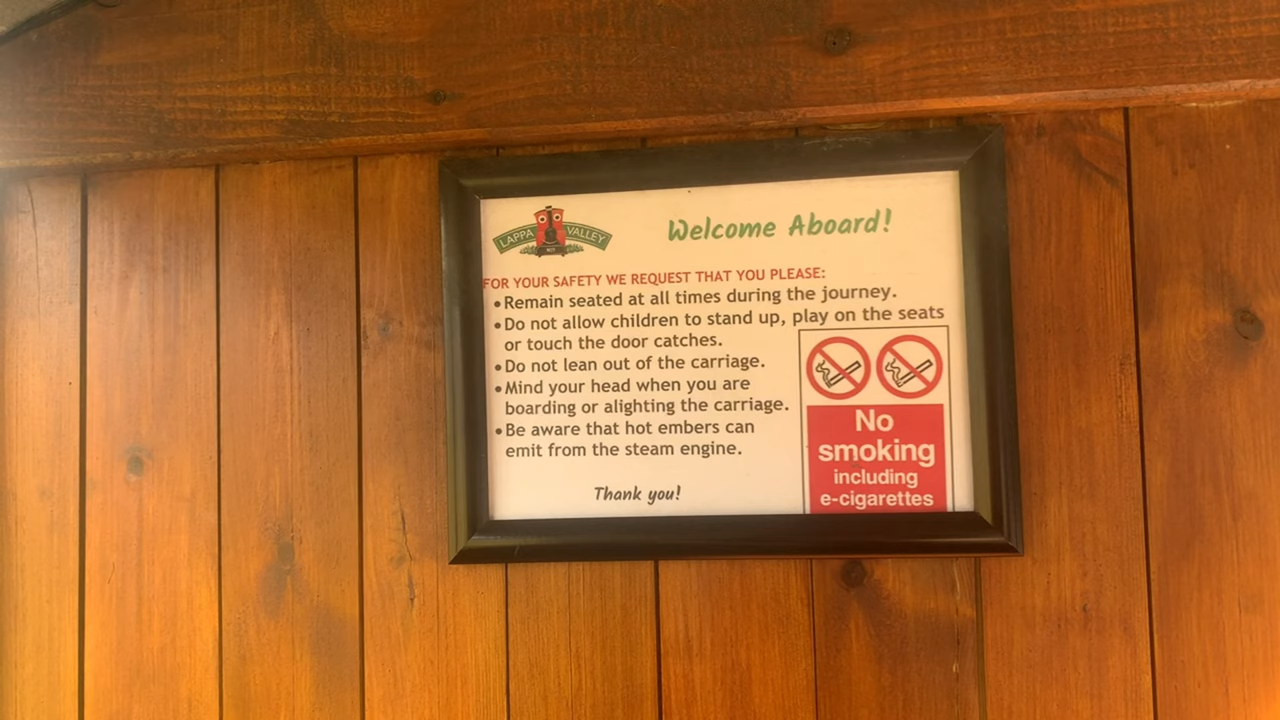 LAPPA VALLEY
Welcome Aboard!
FOR YOUR SAFETY WE REQUEST THAT YOU PLEASE:
• Remain seated at all times during the journey.
• Do not allow children to stand up, play on the seats
or touch the door catches.
• Do not lean out of the carriage.
• Mind your head when you are
boarding or alighting the carriage.
• Be aware that hot embers can
emit from the steam engine.
Thank you!
No
smoking
including
e-cigarettes